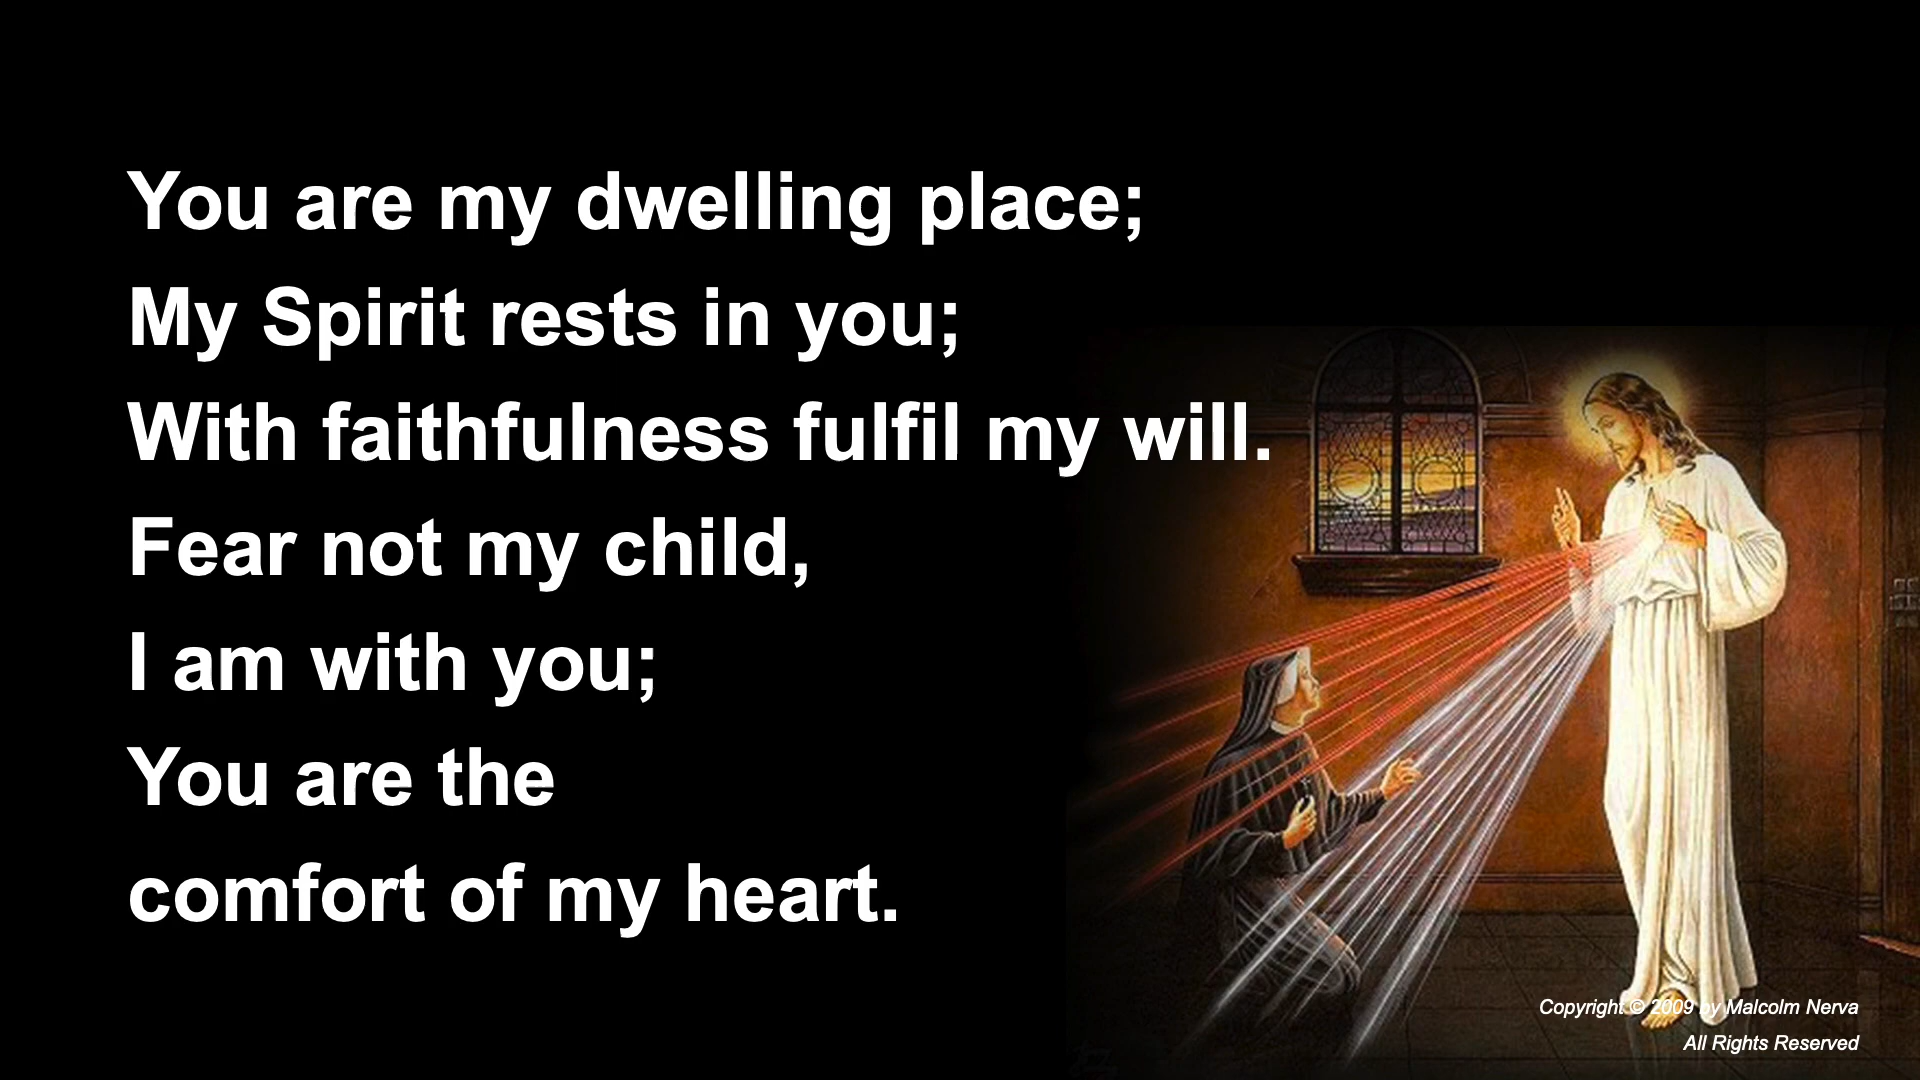 You are my dwelling place;
My Spirit rests in you;
With faithfulness fulfil my will.
Fear not my child,
I am with you;
You are the
comfort of my heart.
Copyright © 2009 by Malcolm Nerva
All Rights Reserved